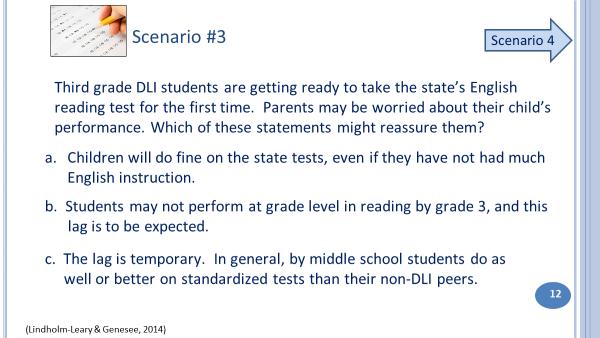 Scenario #3
Scenario 4
Third grade DLI students are getting ready to take the state’s English
reading test for the first time.  Parents may be worried about their child’s
performance. Which of these statements might reassure them?
a.  Children will do fine on the state tests, even if they have not had much
English instruction.
b.  Students may not perform at grade level in reading by grade 3, and this
lag is to be expected.
c.  The lag is temporary.  In general, by middle school students do as
well or better on standardized tests than their non-DLI peers.
12
(Lindholm-Leary & Genesee, 2014)